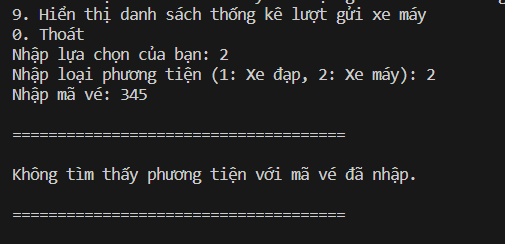 9. Hiển thị danh sách thống kê lượt gửi xe máy
0. Thoát
Nhập lựa chọn của bạn: 2
Nhập loại phương tiện (1: Xe đạp, 2: Xe máy): 2
Nhập mã vé: 345
=====================================
Không tìm thấy phương tiện với mã vé đã nhập.
=====================================